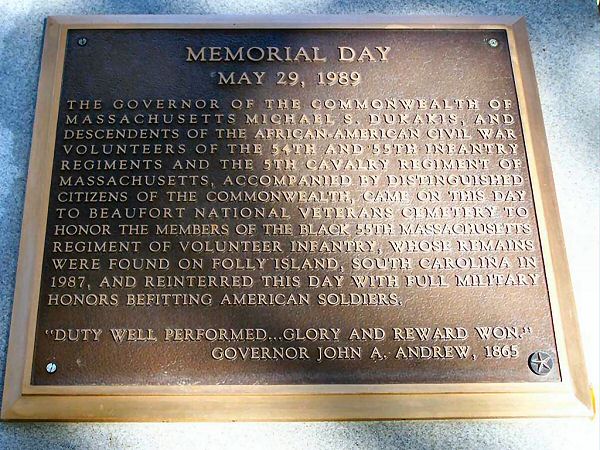 MEMORIAL DAY
MAY 29, 1989
THE GOVERNOR OF THE COMMONWEALTH OF
MASSACHUSETTS MICHAEL S. DUKAKIS, AND
DESCENDENTS OF THE AFRICAN-AMERICAN CIVIL WAR
VOLUNTEERS OF THE 54TH AND 55TH INFANTRY
REGIMENTS AND THE 5TH CAVALRY REGIMENT OF
MASSACHUSETTS, ACCOMPANIED BY DISTINGUISHED
CITIZENS OF THE COMMONWEALTH, CAME ON THIS DAY
TO BEAUFORT NATIONAL VETERANS CEMETERY TO
HONOR THE MEMBERS OF THE BLACK 55TH MASSACHUSETTS
REGIMENT OF VOLUNTEER INFANTRY, WHOSE REMAINS
WERE FOUND ON FOLLY ISLAND, SOUTH CAROLINA IN
1987, AND REINTERRED THIS DAY WITH FULL MILITARY
HONORS BEFITTING AMERICAN SOLDIERS.
"DUTY WELL PERFORMED...GLORY AND REWARD WON."
GOVERNOR JOHN A. ANDREW, 1865